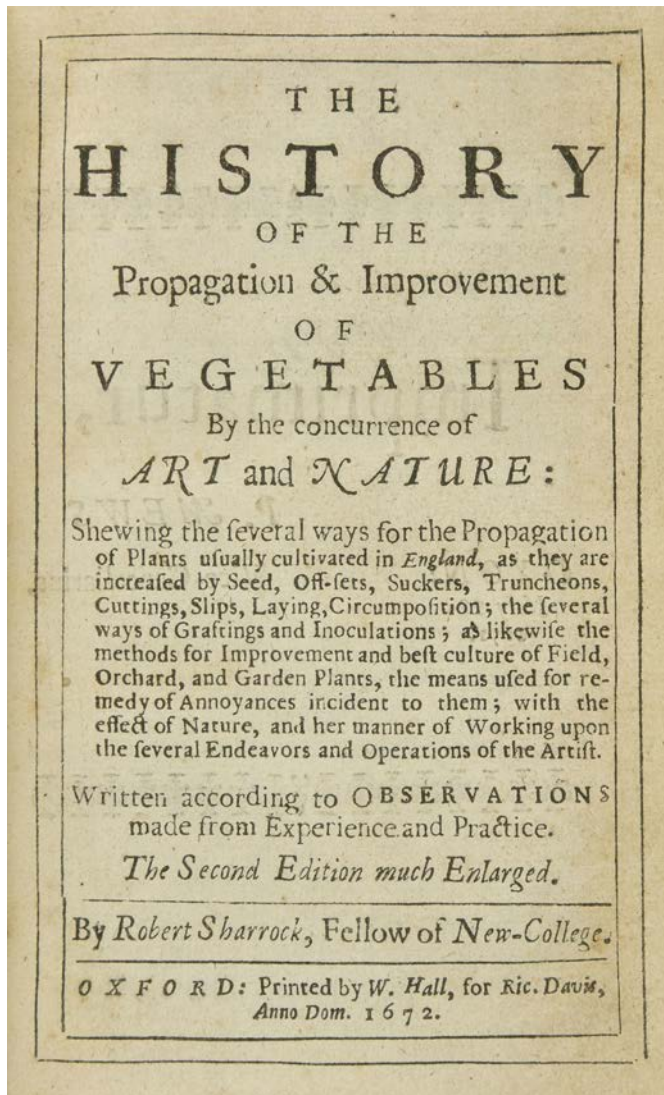 THE
HISTORY
OF THE
Propagation & Improvement
OF
VEGETABLES
By the concurrence of
ART and NATURE:
Shewing the ſeveral ways for the Propagation
of Plants uſually cultivated in England, as they are
increaſed by Seed, Off-ſets, Suckers, Truncheons,
Cuttings, Slips, Laying, Circumpoſition; the ſeveral
ways of Graftings and Inoculations; as likewiſe the
methods for Improvement and beſt culture of Field,
Orchard, and Garden Plants, the means uſed for re-
medy of Annoyances incident to them; with the
effect of Nature, and her manner of Working upon
the ſeveral Endeavors and Operations of the Artiſt.
Written according to OBSERVATIONS
made from Experience and Practice.
The Second Edition much Enlarged.
By Robert Sharrock, Fellow of New-College.
OXFORD: Printed by W. Hall, for Ric. Davis,
Anno Dom. 1672.